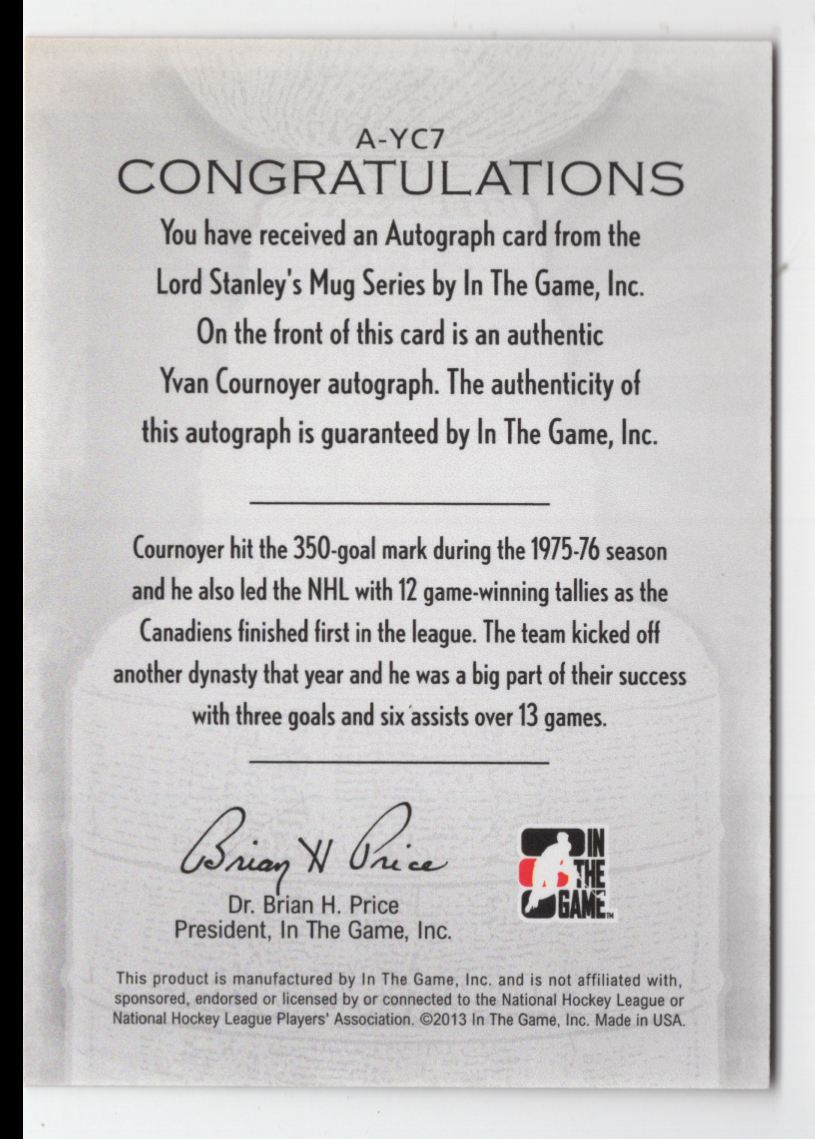 A-YC7
CONGRATULATIONS
You have received an Autograph card from the
Lord Stanley's Mug Series by In The Game, Inc.
On the front of this card is an authentic
Yvan Cournoyer autograph. The authenticity of
this autograph is guaranteed by In The Game, Inc.
Cournoyer hit the 350-goal mark during the 1975-76 season
and he also led the NHL with 12 game-winning tallies as the
Canadiens finished first in the league. The team kicked off
another dynasty that year and he was a big part of their success
with three goals and six assists over 13 games.
Brian H Price
Dr. Brian H. Price
President, In The Game, Inc.
IN
THE
GAME™
This product is manufactured by In The Game, Inc. and is not affiliated with,
sponsored, endorsed or licensed by or connected to the National Hockey League or
National Hockey League Players' Association. ©2013 In The Game, Inc. Made in USA.